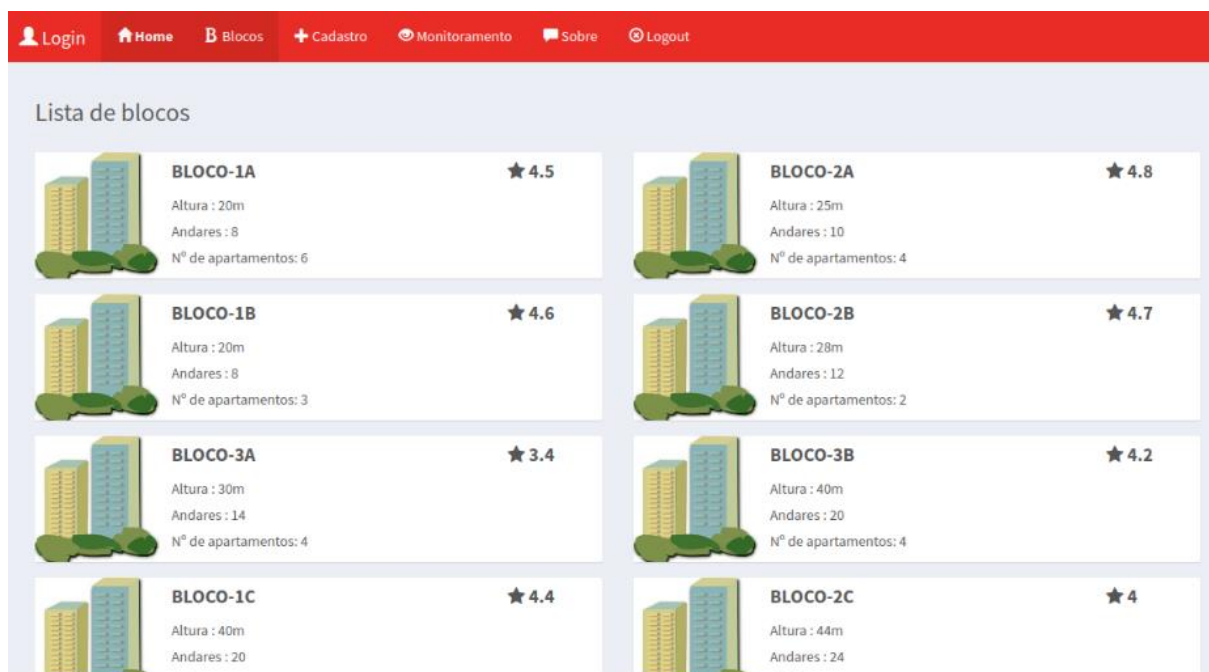 Login Home B Blocos Cadastro Monitoramento Sobre Logout
Lista de blocos
BLOCO-1A 4.5
Altura : 20m
Andares : 8
Nº de apartamentos: 6
BLOCO-2A 4.8
Altura : 25m
Andares : 10
Nº de apartamentos: 4
BLOCO-1B 4.6
Altura : 20m
Andares : 8
Nº de apartamentos: 3
BLOCO-2B 4.7
Altura : 28m
Andares : 12
Nº de apartamentos: 2
BLOCO-3A 3.4
Altura : 30m
Andares : 14
Nº de apartamentos: 4
BLOCO-3B 4.2
Altura : 40m
Andares : 20
Nº de apartamentos: 4
BLOCO-1C 4.4
Altura : 40m
Andares : 20
BLOCO-2C 4
Altura : 44m
Andares : 24